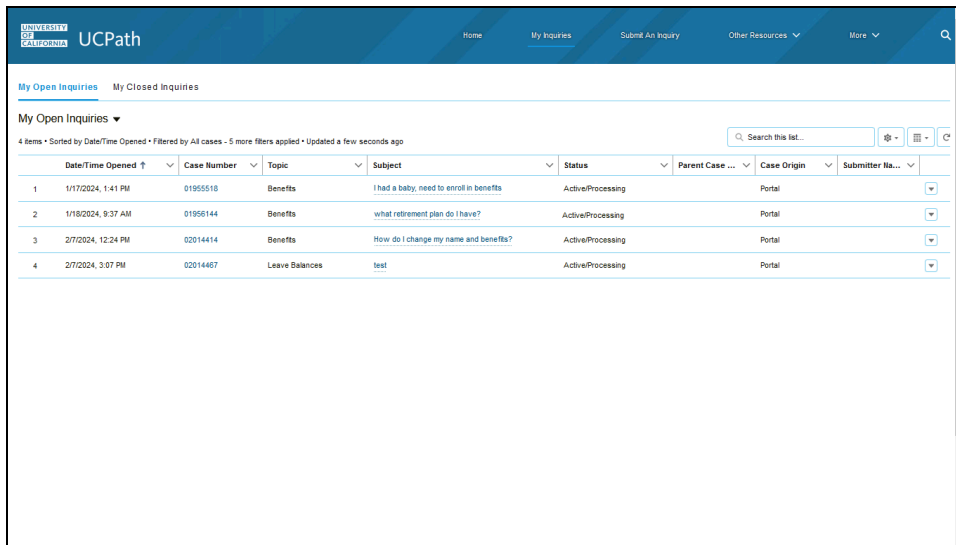 UNIVERSITY
OF
CALIFORNIA
UCPath
Home My Inquiries Submit An Inquiry Other Resources More
My Open Inquiries My Closed Inquiries
My Open Inquiries
4 items • Sorted by Date/Time Opened • Filtered by All cases - 5 more filters applied • Updated a few seconds ago
Search this list...
Date/Time Opened ↑ Case Number Topic Subject Status Parent Case ... Case Origin Submitter Na...
1 1/17/2024, 1:41 PM 01955518 Benefits I had a baby, need to enroll in benefits Active/Processing Portal
2 1/18/2024, 9:37 AM 01956144 Benefits what retirement plan do I have? Active/Processing Portal
3 2/7/2024, 12:24 PM 02014414 Benefits How do I change my name and benefits? Active/Processing Portal
4 2/7/2024, 3:07 PM 02014467 Leave Balances test Active/Processing Portal